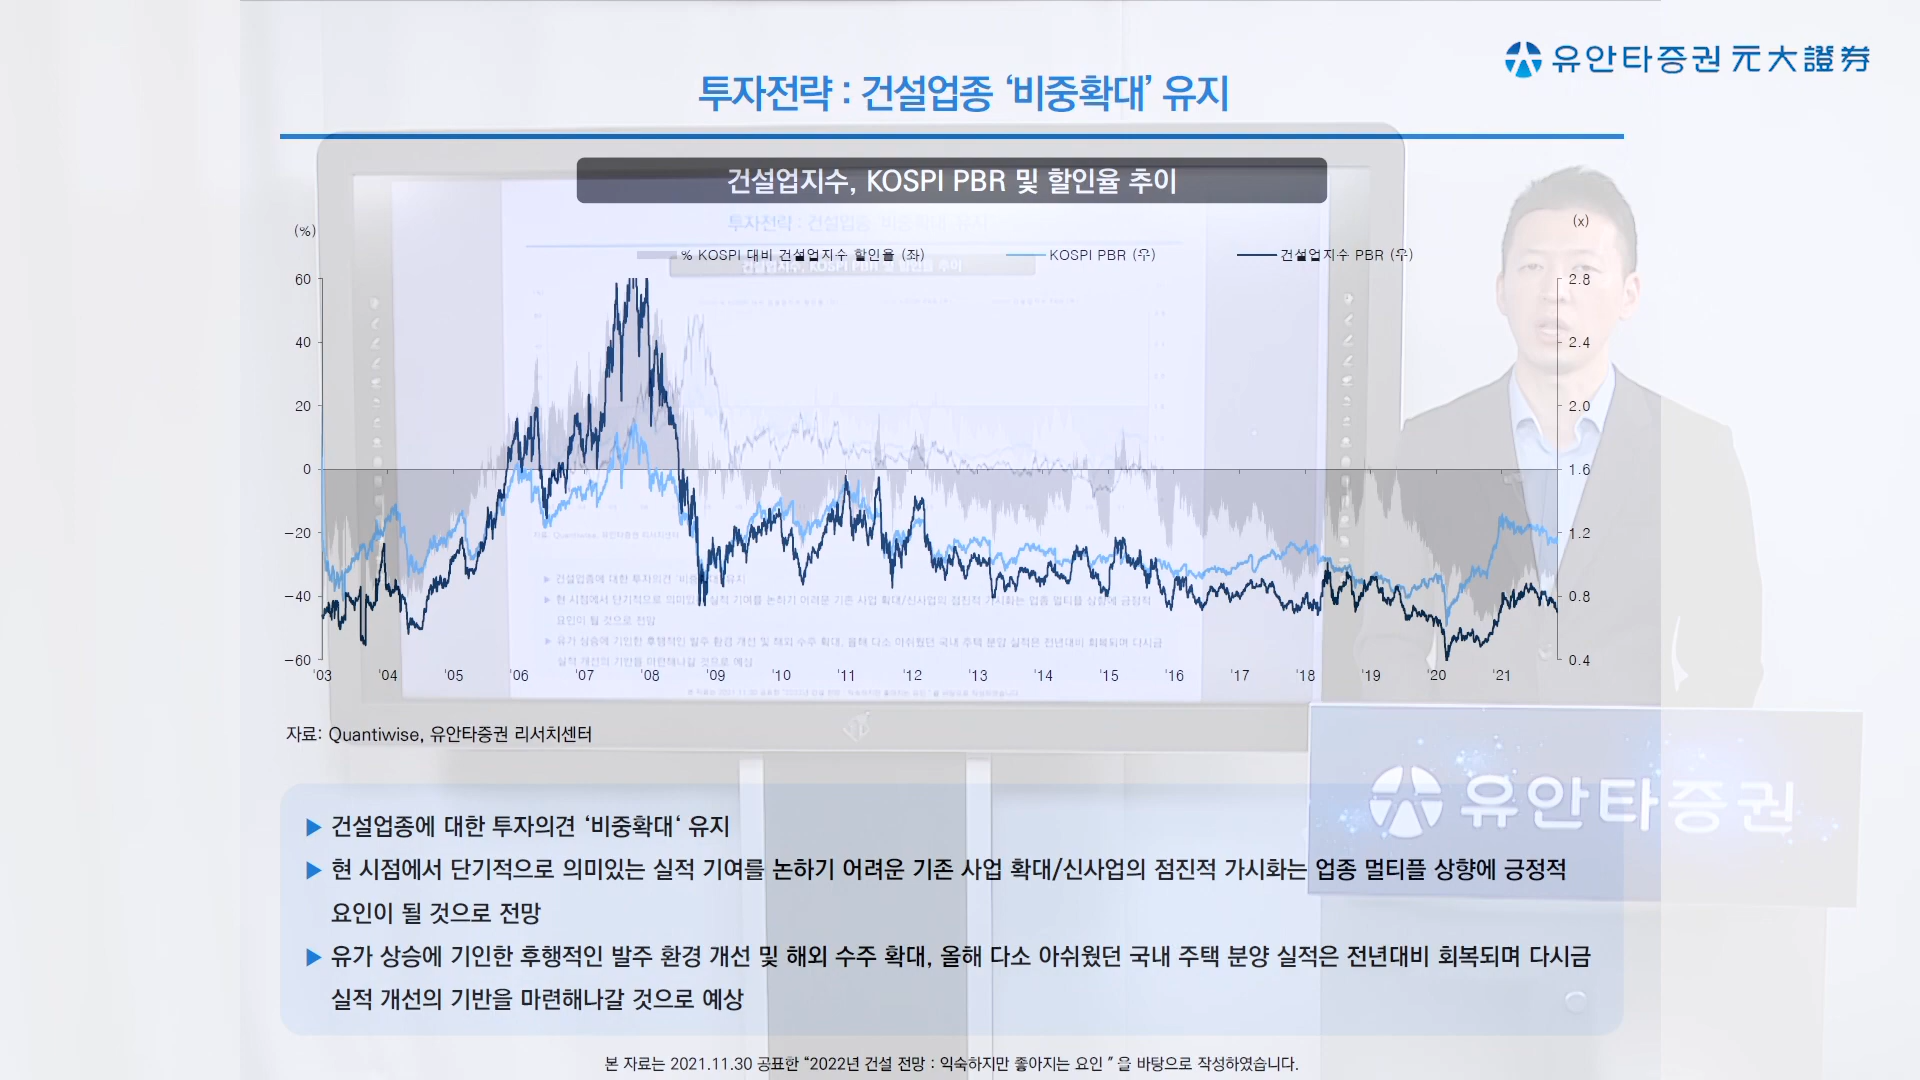 유안타증권 元大證券
투자전략 : 건설업종 ‘비중확대’ 유지
건설업지수, KOSPI PBR 및 할인율 추이
(%)
(x)
% KOSPI 대비 건설업지수 할인율 (좌)
KOSPI PBR (우)
건설업지수 PBR (우)
60
40
20
0
−20
−40
−60
2.8
2.4
2.0
1.6
1.2
0.8
0.4
'03 '04 '05 '06 '07 '08 '09 '10 '11 '12 '13 '14 '15 '16 '17 '18 '19 '20 '21
자료: Quantiwise, 유안타증권 리서치센터
유안타증권
▶ 건설업종에 대한 투자의견 ‘비중확대‘ 유지
▶ 현 시점에서 단기적으로 의미있는 실적 기여를 논하기 어려운 기존 사업 확대/신사업의 점진적 가시화는 업종 멀티플 상향에 긍정적
요인이 될 것으로 전망
▶ 유가 상승에 기인한 후행적인 발주 환경 개선 및 해외 수주 확대, 올해 다소 아쉬웠던 국내 주택 분양 실적은 전년대비 회복되며 다시금
실적 개선의 기반을 마련해나갈 것으로 예상
본 자료는 2021.11.30 공표한 “2022년 건설 전망 : 익숙하지만 좋아지는 요인 ” 을 바탕으로 작성하였습니다.